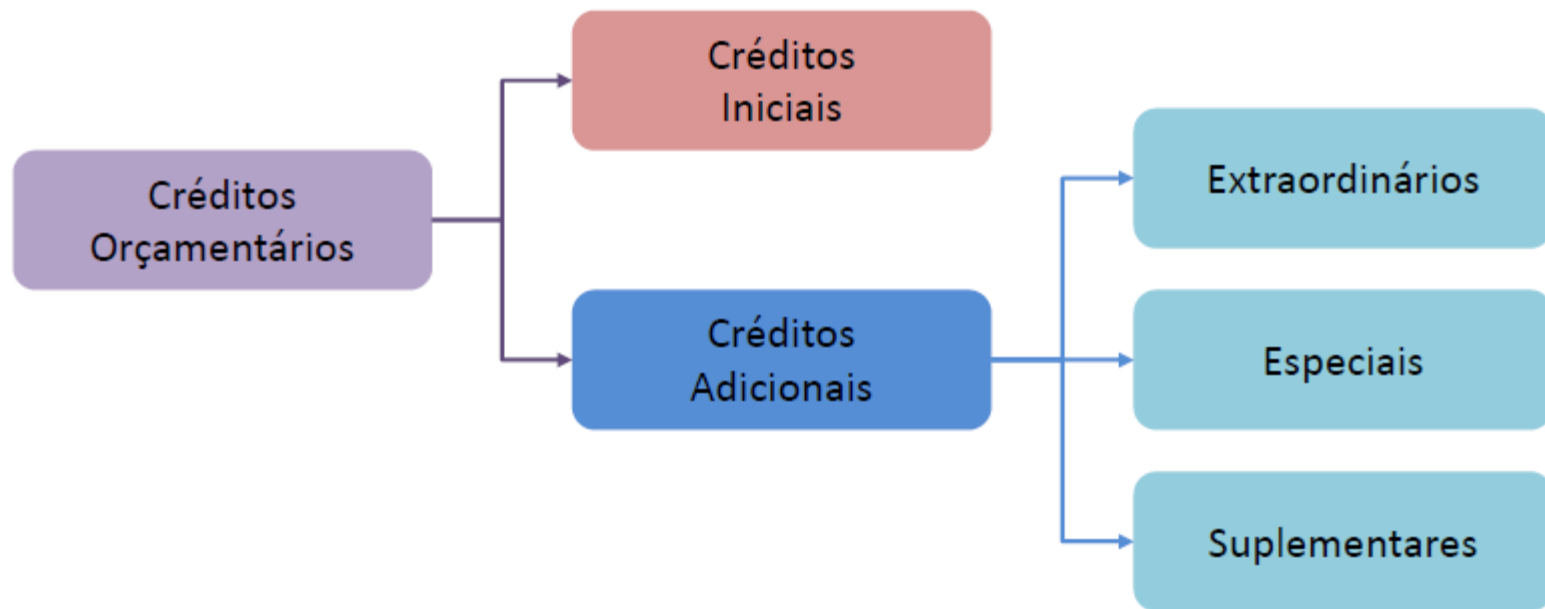 Créditos
Iniciais
Créditos
Orçamentários
Créditos
Adicionais
Extraordinários
Especiais
Suplementares